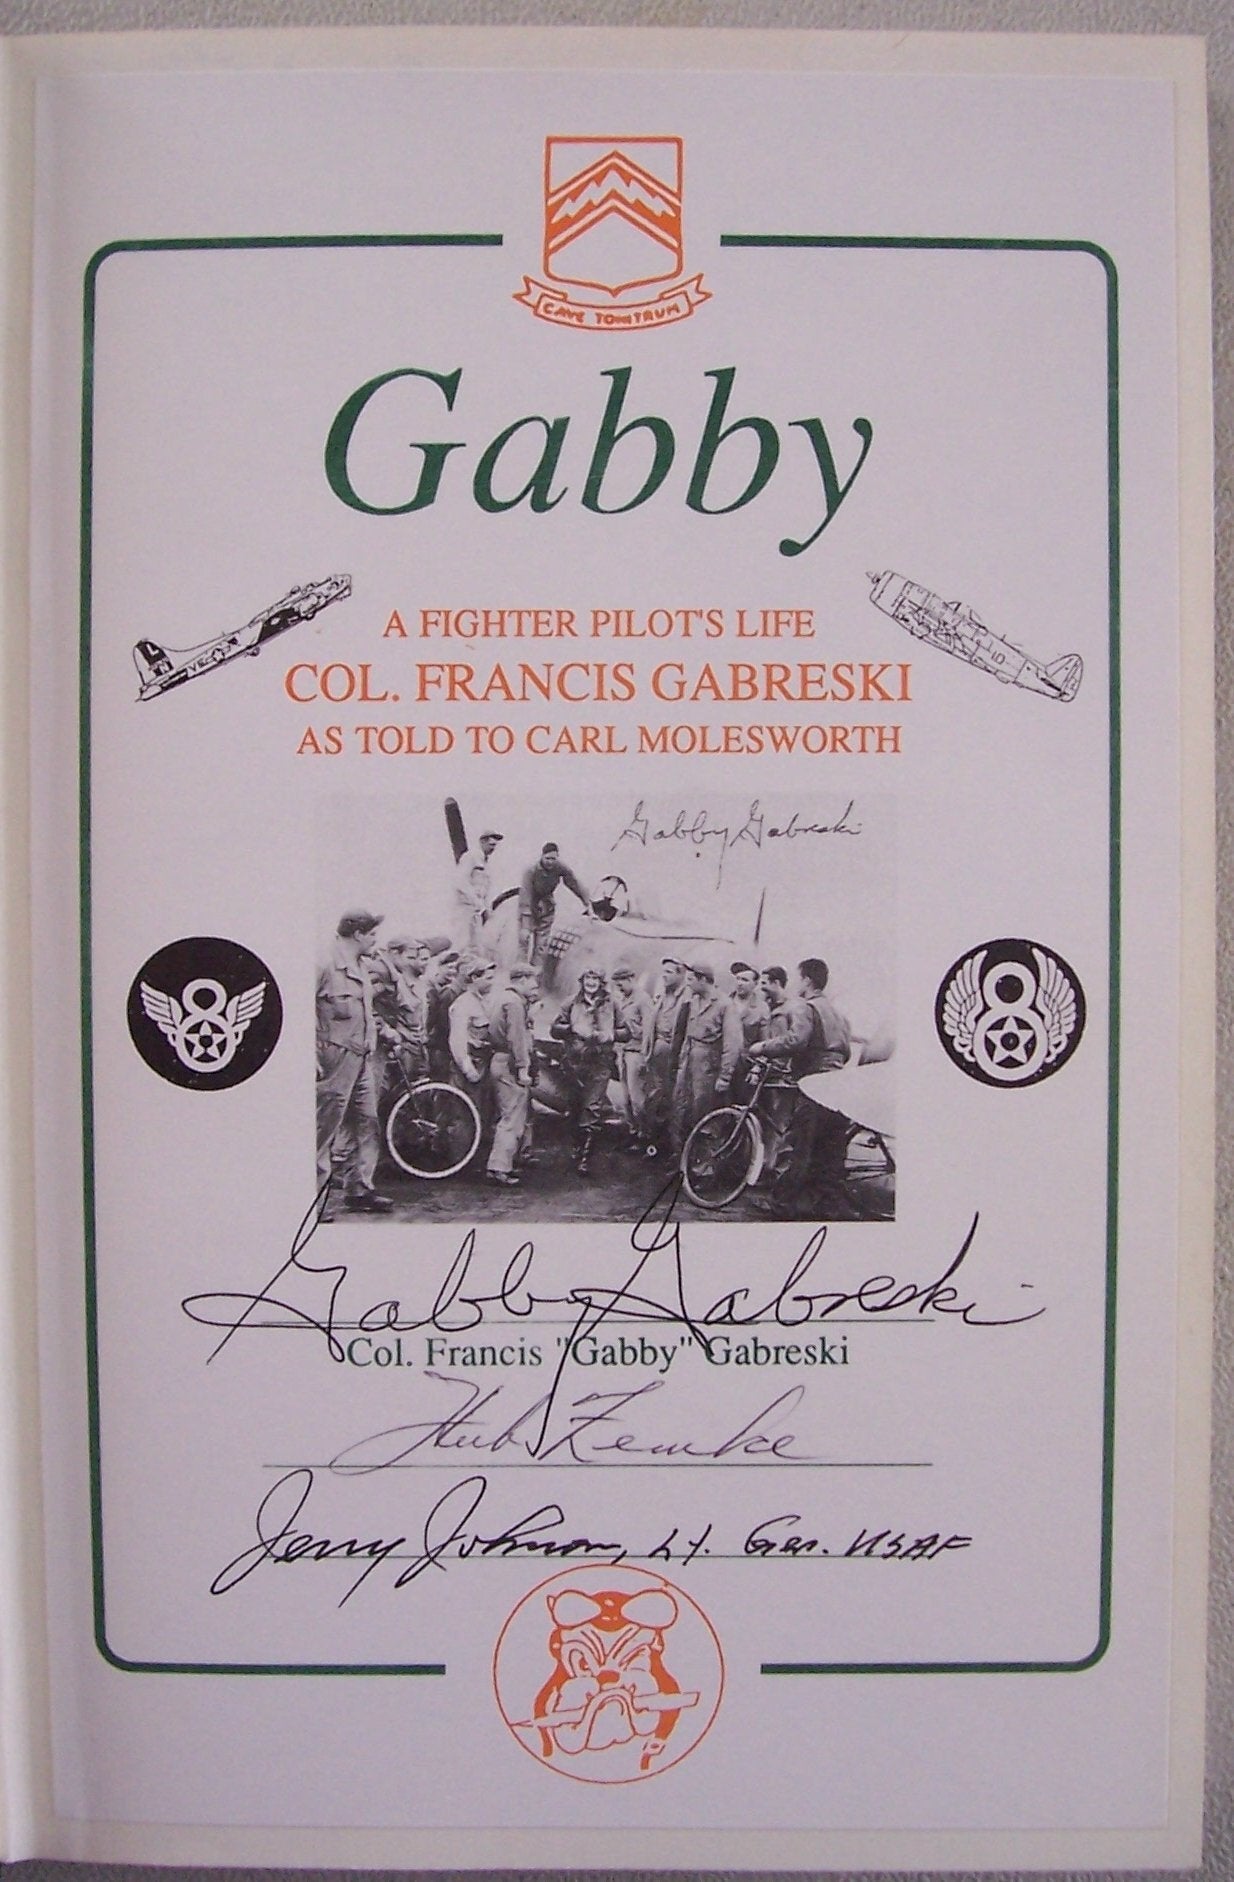 CAVE TONITRUM
Gabby
A FIGHTER PILOT'S LIFE
COL. FRANCIS GABRESKI
AS TOLD TO CARL MOLESWORTH
Gabby Gabreski
Gabby Gabreski
Col. Francis "Gabby" Gabreski
Hub Zemke
Jerry Johnson, Lt. Gen. USAF